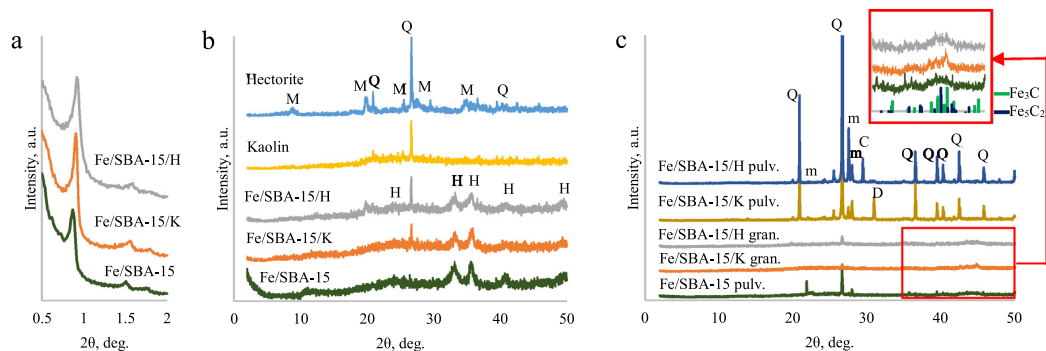 a
Intensity, a.u.
Fe/SBA-15/H
Fe/SBA-15/K
Fe/SBA-15
0.5 1 1.5 2
2θ, deg.
b
Intensity, a.u.
Q
Hectorite
M Q M M M Q
M
Kaolin
Fe/SBA-15/H
H H H H H
Fe/SBA-15/K
Fe/SBA-15
0 10 20 30 40 50
2θ, deg.
c
Intensity, a.u.
Q
Fe₃C
Fe₅C₂
Q
m
m C
Q Q Q Q Q
m
Fe/SBA-15/H pulv.
D
Fe/SBA-15/K pulv.
Fe/SBA-15/H gran.
Fe/SBA-15/K gran.
Fe/SBA-15 pulv.
0 10 20 30 40 50
2θ, deg.